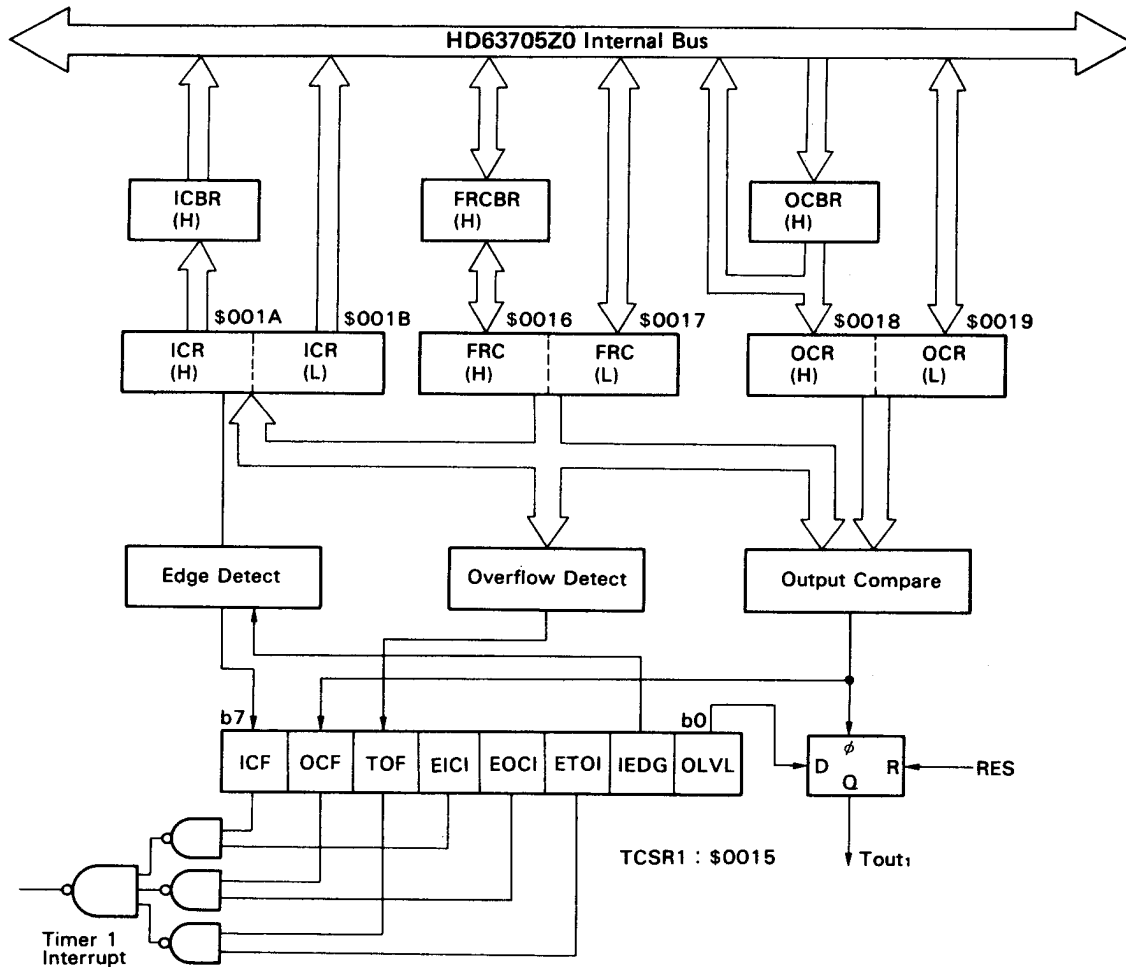 HD63705Z0 Internal Bus
ICBR
(H)
FRCBR
(H)
OCBR
(H)
$001A
$001B
$0016
$0017
$0018
$0019
ICR
(H)
ICR
(L)
FRC
(H)
FRC
(L)
OCR
(H)
OCR
(L)
Edge Detect
Overflow Detect
Output Compare
b7
b0
ICF
OCF
TOF
EICI
EOCI
ETOI
IEDG
OLVL
ϕ
D
R
Q
RES
TCSR1 : $0015
Tout₁
Timer 1
Interrupt